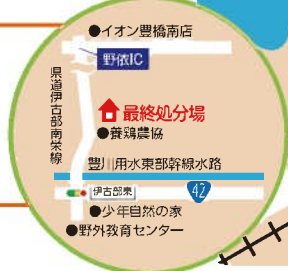 ●イオン豊橋南店
野依IC
県道伊古部南栄線
最終処分場
●養鶏農協
豊川用水東部幹線水路
伊古部東
42
●少年自然の家
●野外教育センター